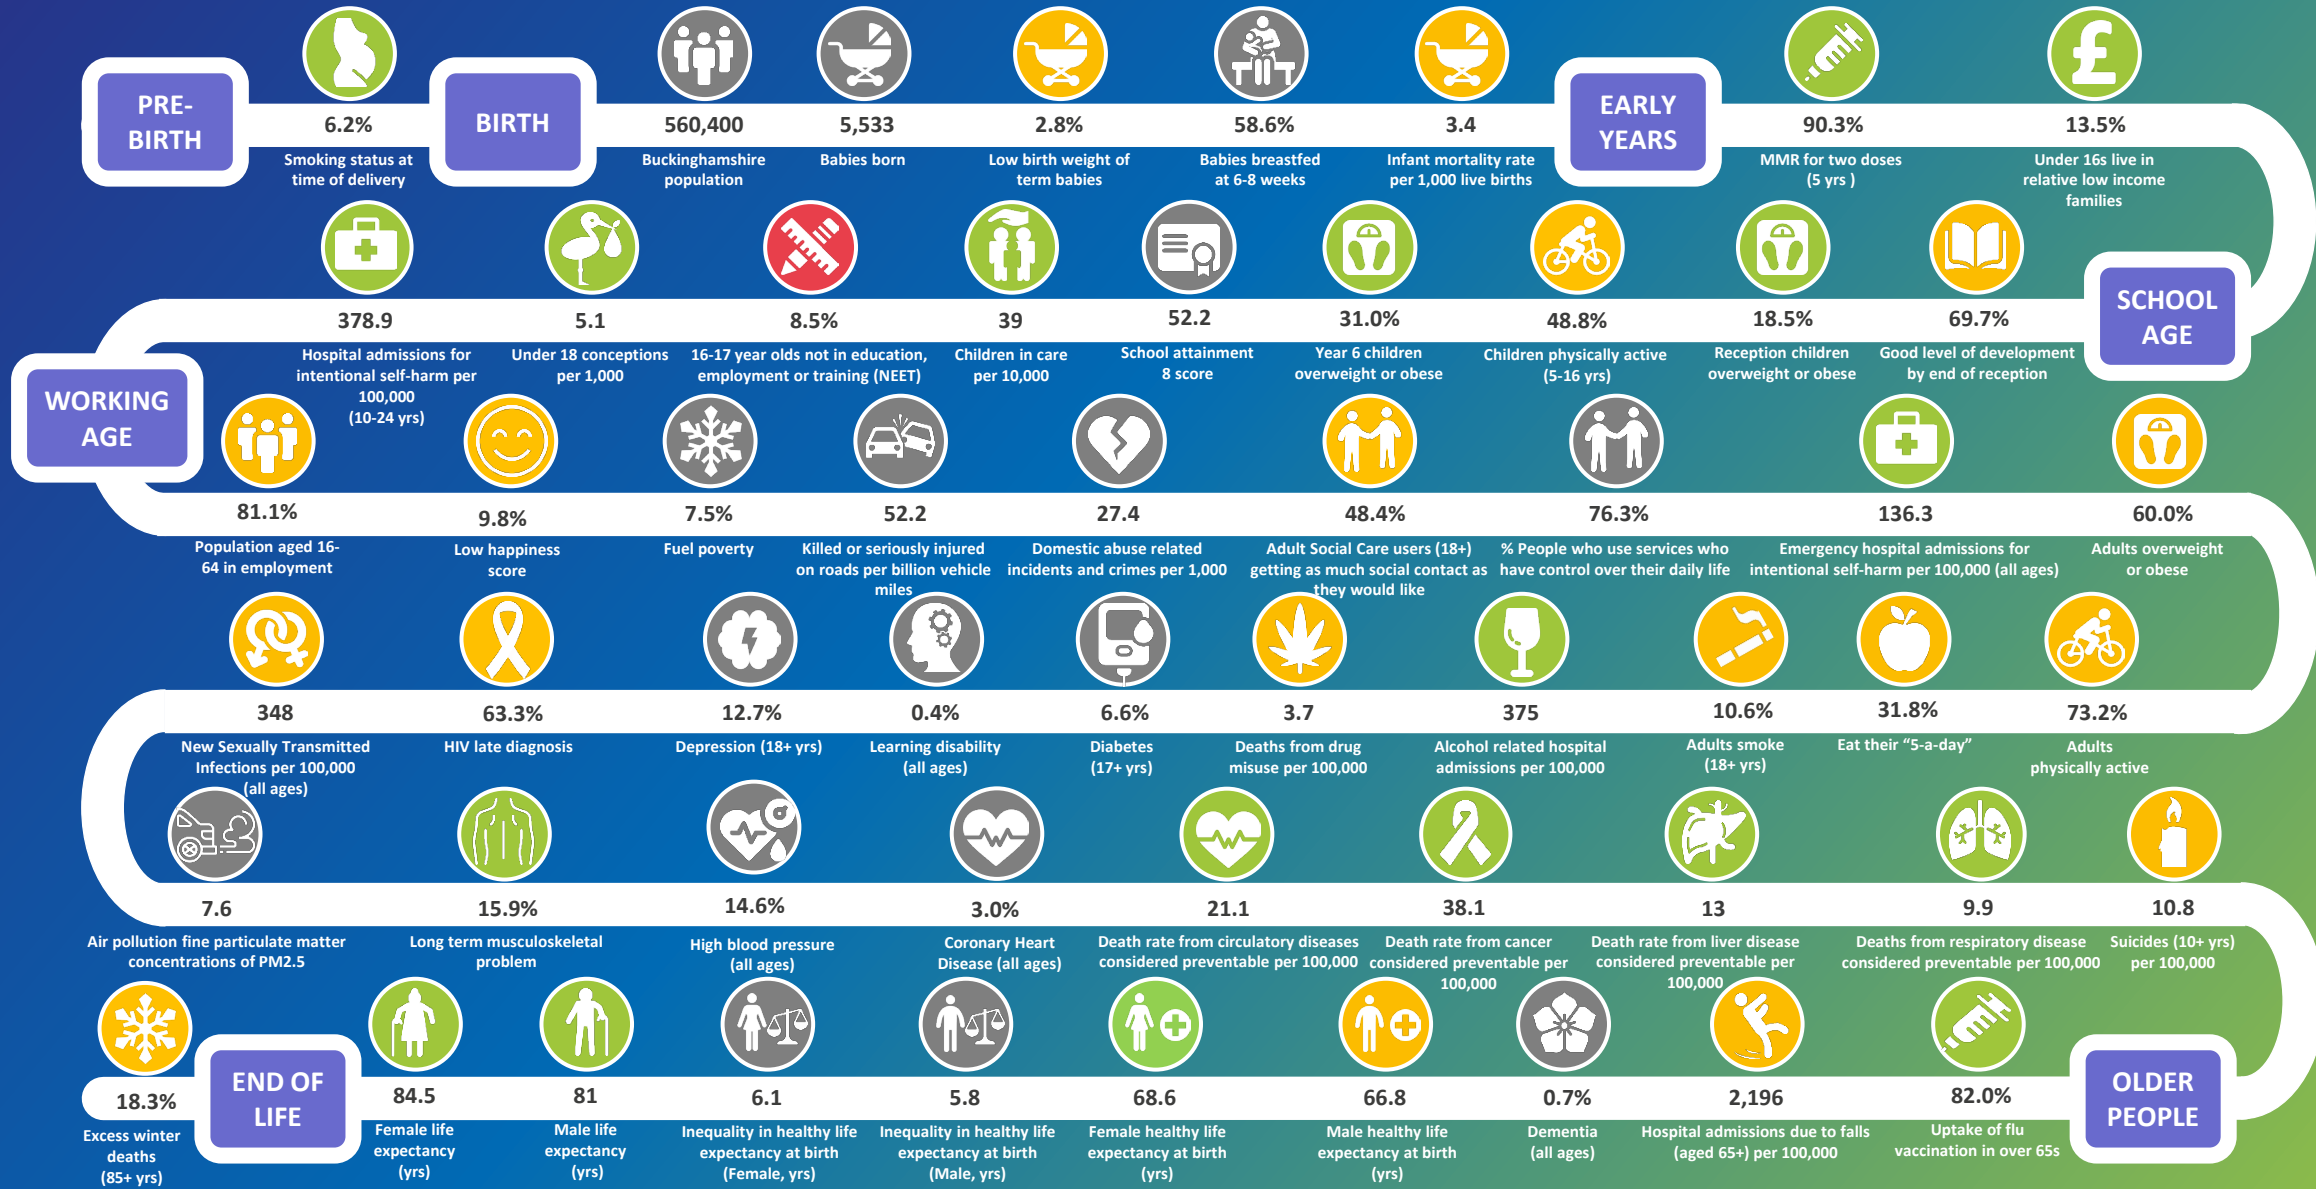 PRE-
BIRTH
6.2%
Smoking status at
time of delivery
BIRTH
560,400
Buckinghamshire
population
5,533
Babies born
2.8%
Low birth weight of
term babies
58.6%
Babies breastfed
at 6-8 weeks
3.4
Infant mortality rate
per 1,000 live births
EARLY
YEARS
90.3%
MMR for two doses
(5 yrs )
£
13.5%
Under 16s live in
relative low income
families
SCHOOL
AGE
69.7%
Good level of development
by end of reception
18.5%
Reception children
overweight or obese
48.8%
Children physically active
(5-16 yrs)
31.0%
Year 6 children
overweight or obese
52.2
School attainment
8 score
39
Children in care
per 10,000
8.5%
16-17 year olds not in education,
employment or training (NEET)
5.1
Under 18 conceptions
per 1,000
378.9
Hospital admissions for
intentional self-harm per
100,000
(10-24 yrs)
WORKING
AGE
81.1%
Population aged 16-
64 in employment
9.8%
Low happiness
score
7.5%
Fuel poverty
52.2
Killed or seriously injured
on roads per billion vehicle
miles
27.4
Domestic abuse related
incidents and crimes per 1,000
48.4%
Adult Social Care users (18+)
getting as much social contact as
they would like
76.3%
% People who use services who
have control over their daily life
136.3
Emergency hospital admissions for
intentional self-harm per 100,000 (all ages)
60.0%
Adults overweight
or obese
73.2%
Adults
physically active
31.8%
Eat their “5-a-day”
10.6%
Adults smoke
(18+ yrs)
375
Alcohol related hospital
admissions per 100,000
3.7
Deaths from drug
misuse per 100,000
6.6%
Diabetes
(17+ yrs)
0.4%
Learning disability
(all ages)
12.7%
Depression (18+ yrs)
63.3%
HIV late diagnosis
348
New Sexually Transmitted
Infections per 100,000
(all ages)
7.6
Air pollution fine particulate matter
concentrations of PM2.5
15.9%
Long term musculoskeletal
problem
14.6%
High blood pressure
(all ages)
3.0%
Coronary Heart
Disease (all ages)
21.1
Death rate from circulatory diseases
considered preventable per 100,000
38.1
Death rate from cancer
considered preventable per
100,000
13
Death rate from liver disease
considered preventable per
100,000
9.9
Deaths from respiratory disease
considered preventable per 100,000
10.8
Suicides (10+ yrs)
per 100,000
OLDER
PEOPLE
82.0%
Uptake of flu
vaccination in over 65s
2,196
Hospital admissions due to falls
(aged 65+) per 100,000
0.7%
Dementia
(all ages)
66.8
Male healthy life
expectancy at birth
(yrs)
68.6
Female healthy life
expectancy at birth
(yrs)
5.8
Inequality in healthy life
expectancy at birth
(Male, yrs)
6.1
Inequality in healthy life
expectancy at birth
(Female, yrs)
81
Male life
expectancy
(yrs)
84.5
Female life
expectancy
(yrs)
END OF
LIFE
18.3%
Excess winter
deaths
(85+ yrs)